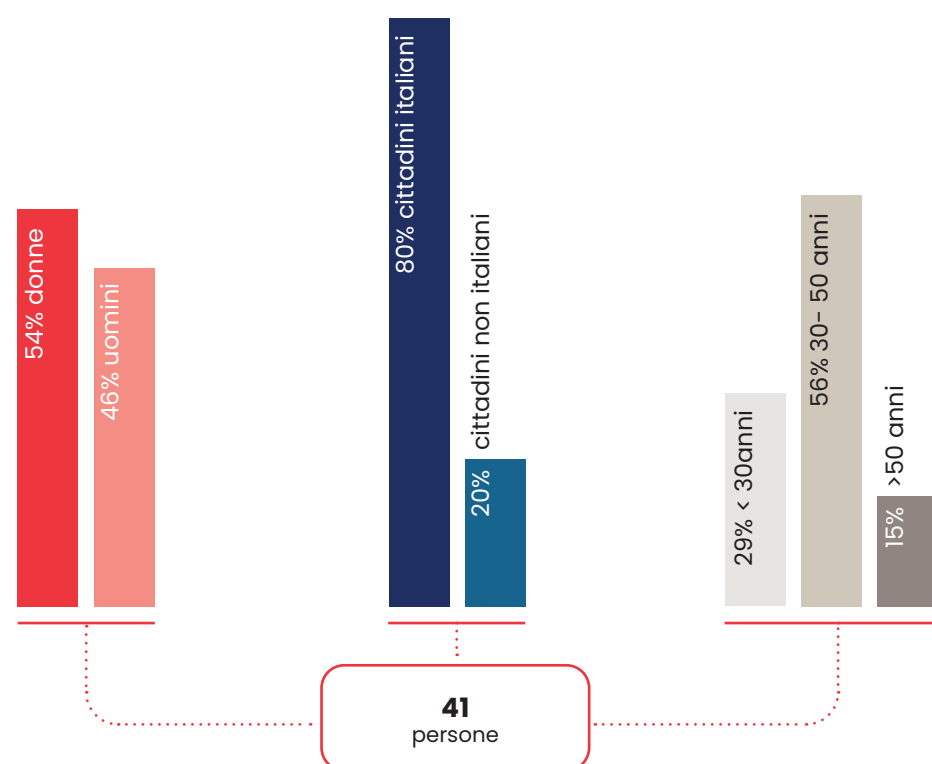 54% donne
46% uomini
80% cittadini italiani
20% cittadini non italiani
29% < 30anni
56% 30- 50 anni
15% >50 anni
41
persone